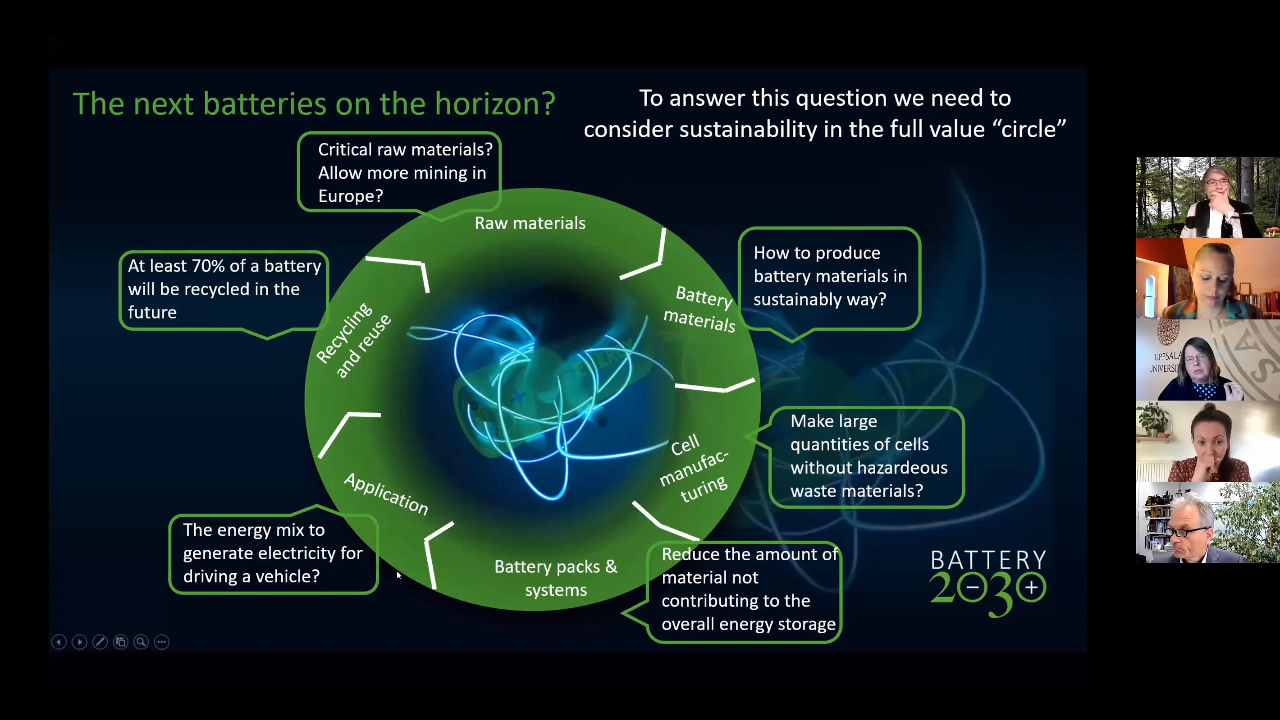 The next batteries on the horizon?
To answer this question we need to
consider sustainability in the full value “circle”
Critical raw materials?
Allow more mining in
Europe?
Raw materials
How to produce
battery materials in
sustainably way?
Battery
materials
At least 70% of a battery
will be recycled in the
future
Recycling
and reuse
Make large
quantities of cells
without hazardeous
waste materials?
Cell
manufac-
turing
Application
The energy mix to
generate electricity for
driving a vehicle?
Battery packs &
systems
Reduce the amount of
material not
contributing to the
overall energy storage
BATTERY
2030
UPPSALA
UNIVERSI